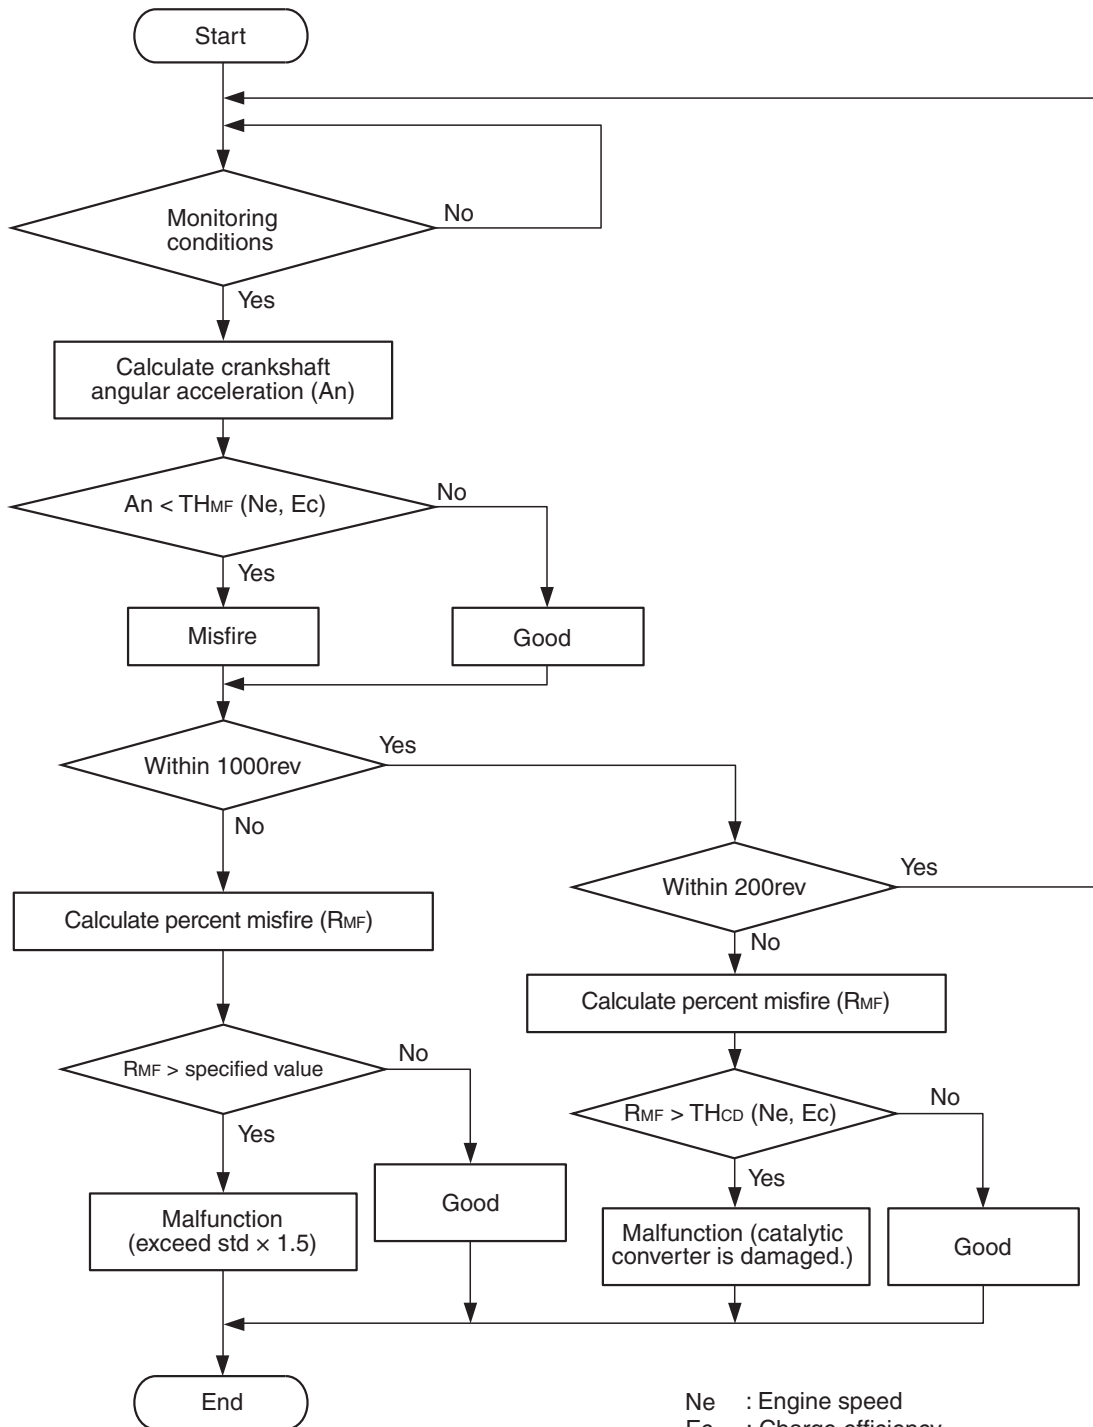 Start
Monitoring
conditions
No
Yes
Calculate crankshaft
angular acceleration (An)
An < THMF (Ne, Ec)
No
Yes
Misfire
Good
Within 1000rev
Yes
No
Within 200rev
Yes
Calculate percent misfire (RMF)
No
Calculate percent misfire (RMF)
RMF > specified value
No
RMF > THCD (Ne, Ec)
No
Yes
Yes
Malfunction
(exceed std × 1.5)
Good
Malfunction (catalytic
converter is damaged.)
Good
End
Ne : Engine speed
Ec : Charge efficiency